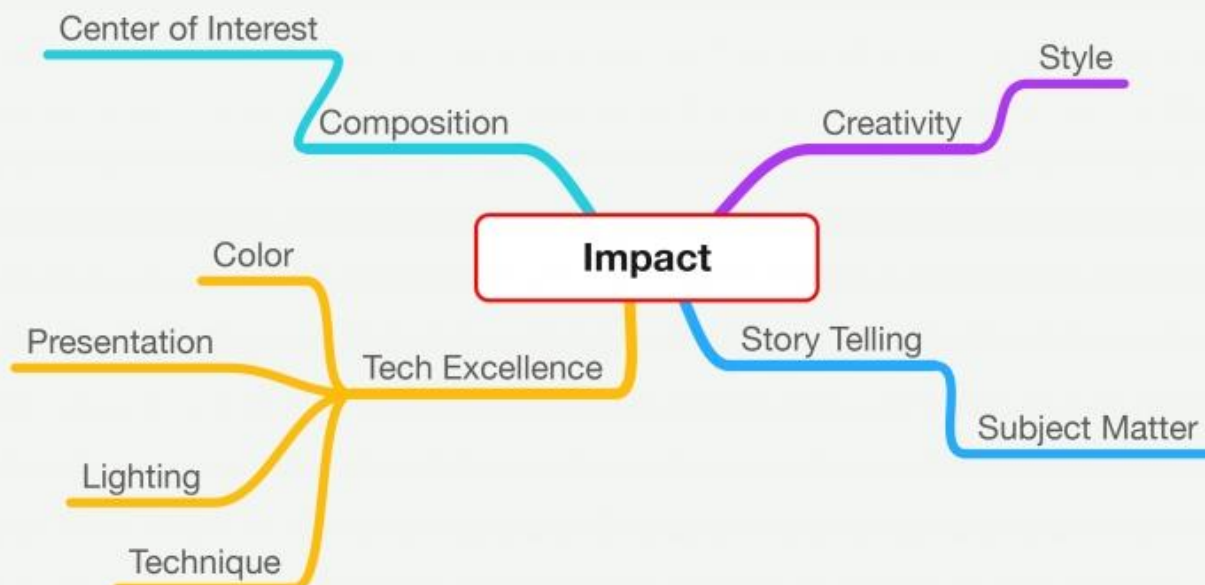 Center of Interest
Style
Composition
Creativity
Impact
Color
Story Telling
Presentation
Tech Excellence
Subject Matter
Lighting
Technique